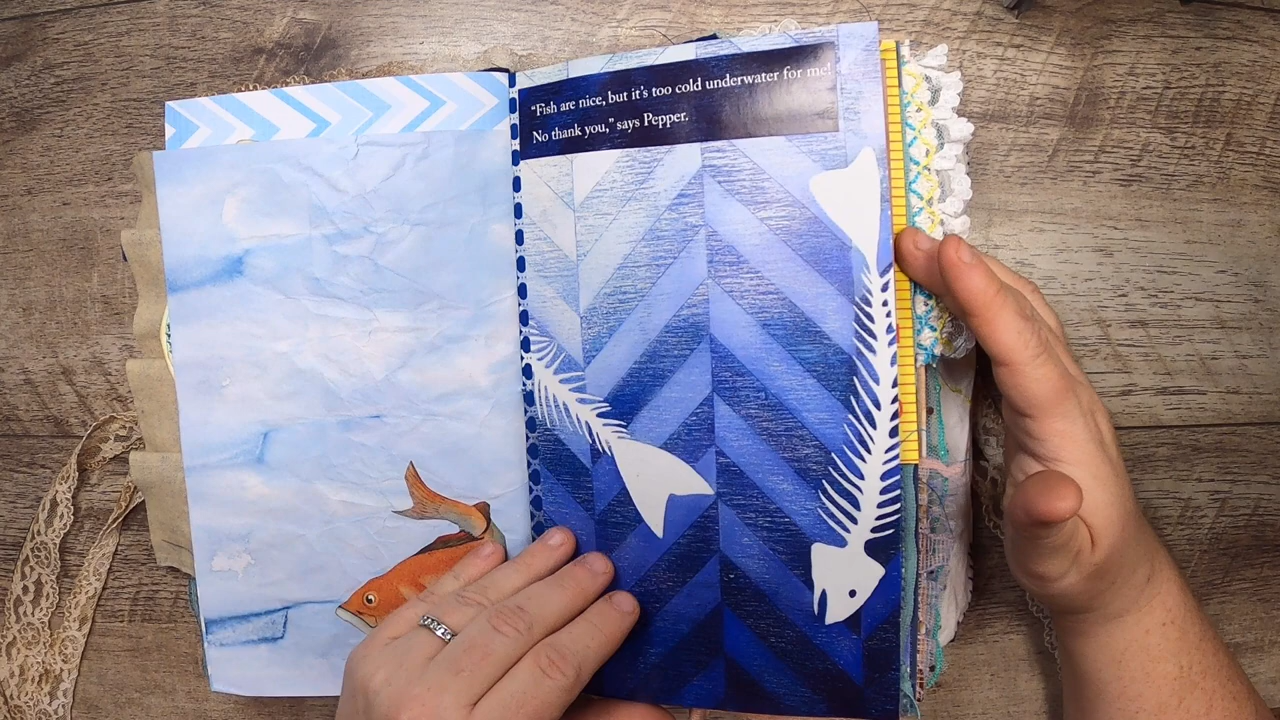 “Fish are nice, but it’s too cold underwater for me!
No thank you,” says Pepper.